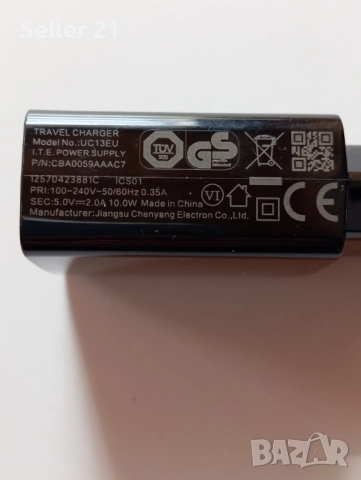 Seller 21
TRAVEL CHARGER
Model No.:UC13EU
I.T.E. POWER SUPPLY
P/N:CBA0059AAAC7
12570423881C ICS01
PRI:100-240V~50/60Hz 0.35A
SEC:5.0V⎓2.0A 10.0W Made in China
Manufacturer:Jiangsu Chenyang Electron Co.,Ltd.
TÜV
SÜD
GS
VI
BAZAR